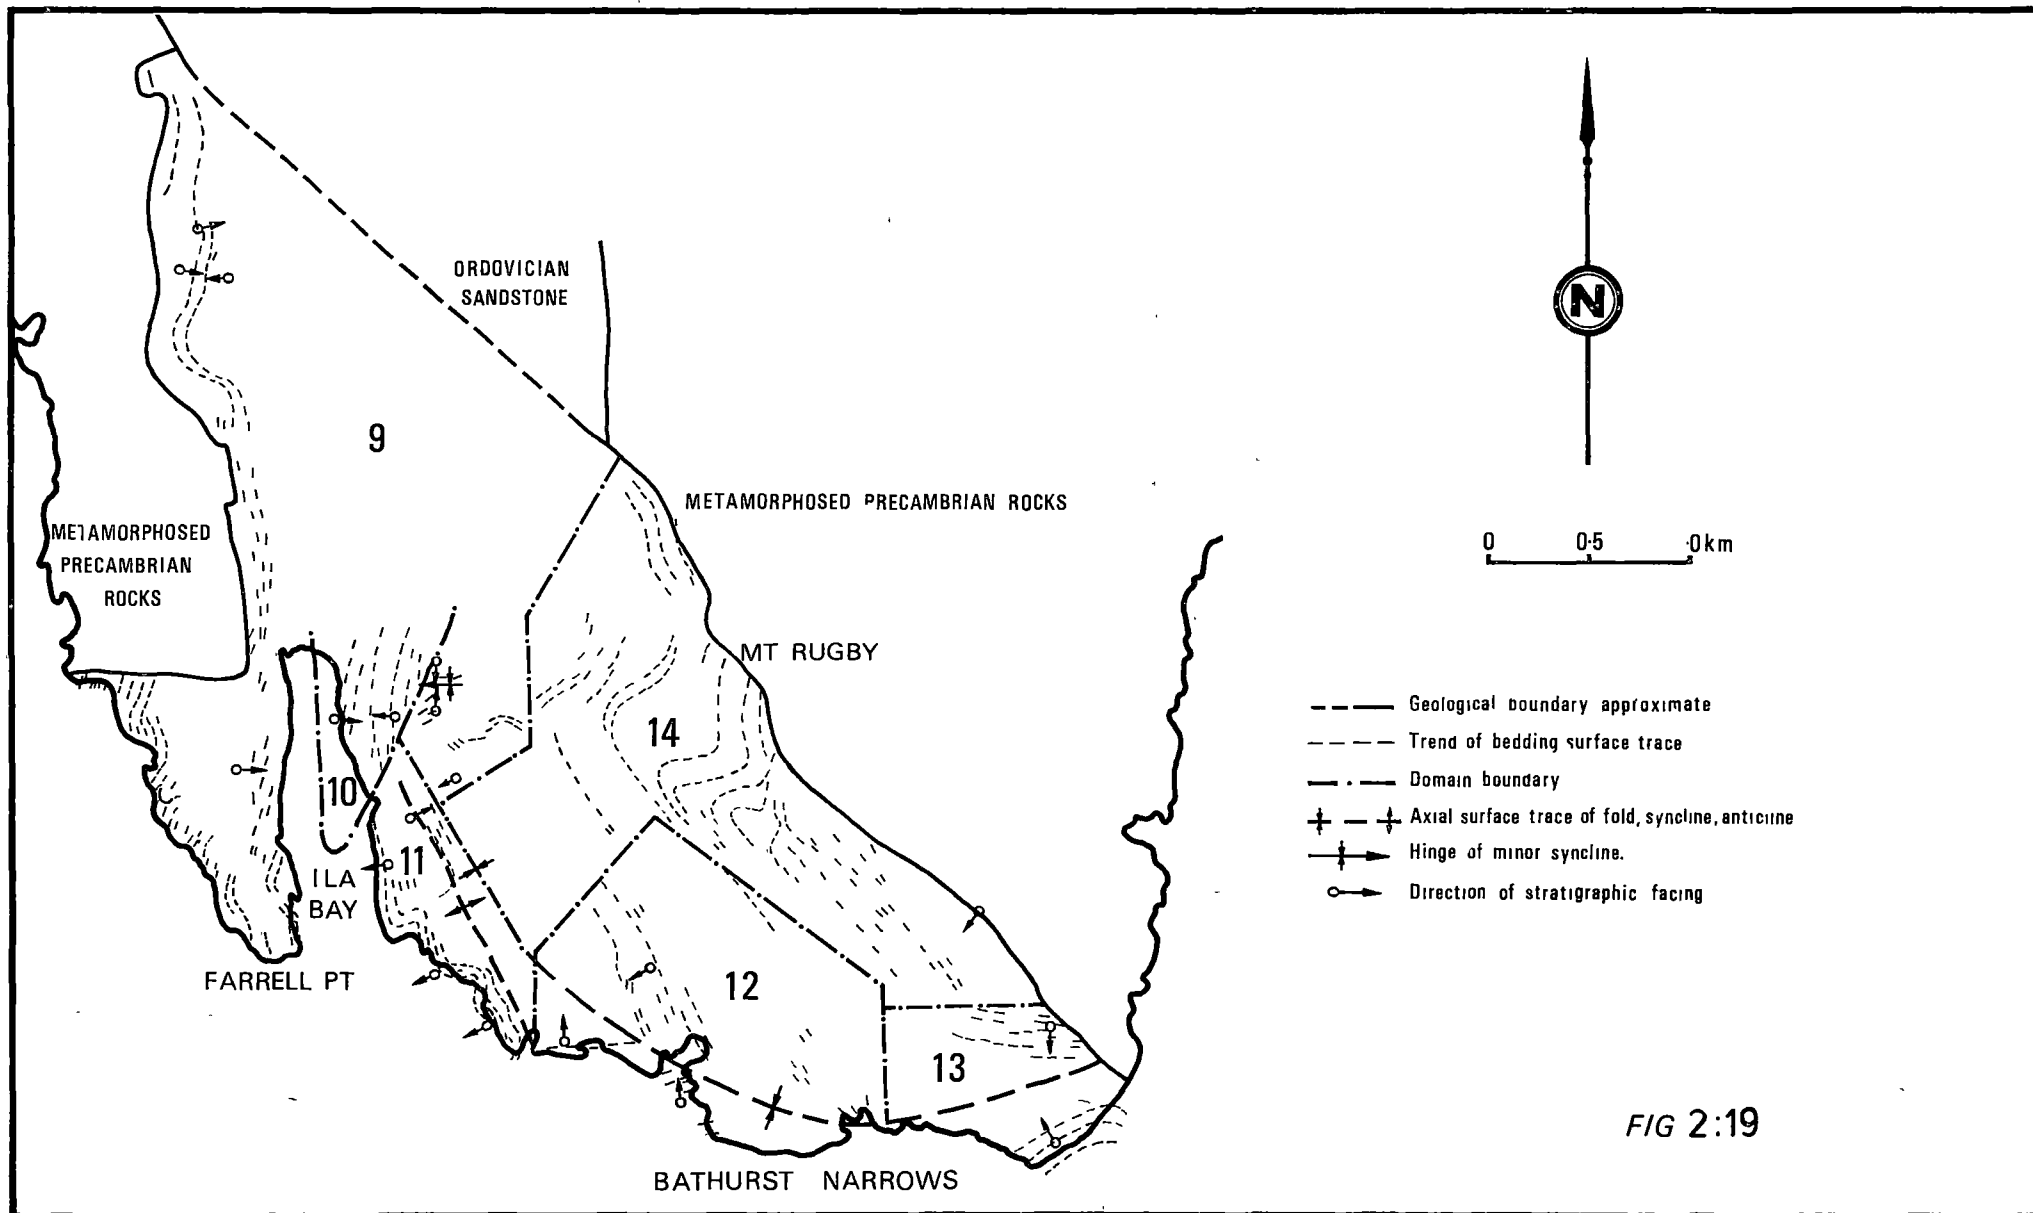 ORDOVICIAN
SANDSTONE
N
9
METAMORPHOSED PRECAMBRIAN ROCKS
METAMORPHOSED
PRECAMBRIAN
ROCKS
0 0·5 ·0km
MT RUGBY
Geological boundary approximate
14
Trend of bedding surface trace
10
Domain boundary
Axial surface trace of fold, syncline, anticline
11
Hinge of minor syncline.
ILA
BAY
Direction of stratigraphic facing
FARRELL PT
12
13
FIG 2:19
BATHURST NARROWS